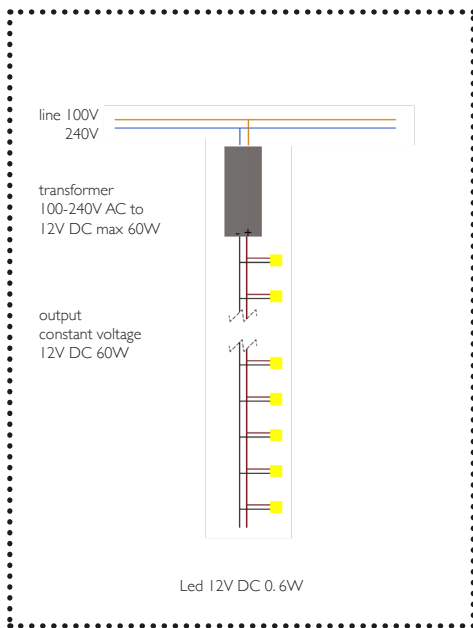 line 100V
240V
transformer
100-240V AC to
12V DC max 60W
- +
output
constant voltage
12V DC 60W
Led 12V DC 0. 6W